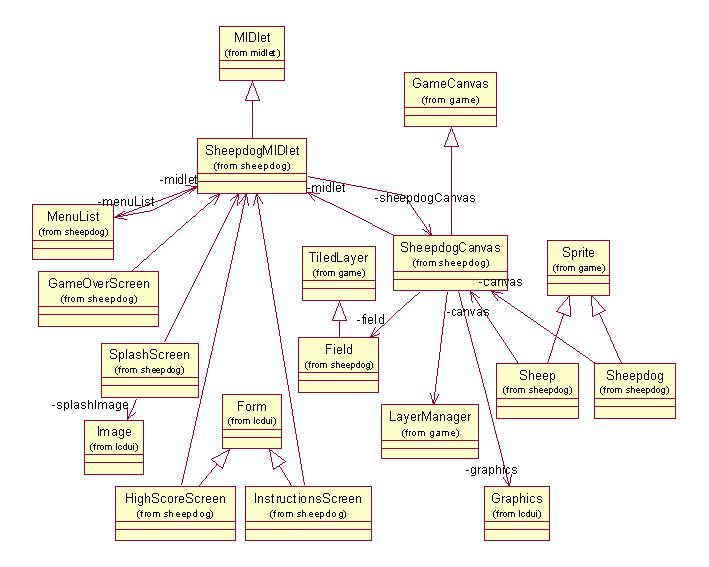 MIDlet
(from midlet)
GameCanvas
(from game)
SheepdogMIDlet
(from sheepdog)
-midlet
-midlet
-menuList
-sheepdogCanvas
MenuList
(from sheepdog)
SheepdogCanvas
(from sheepdog)
TiledLayer
(from game)
Sprite
(from game)
GameOverScreen
(from sheepdog)
-canvas
-canvas
-field
SplashScreen
(from sheepdog)
Field
(from sheepdog)
Sheep
(from sheepdog)
Sheepdog
(from sheepdog)
-splashImage
Form
(from lcdui)
LayerManager
(from game)
Image
(from lcdui)
-graphics
HighScoreScreen
(from sheepdog)
InstructionsScreen
(from sheepdog)
Graphics
(from lcdui)